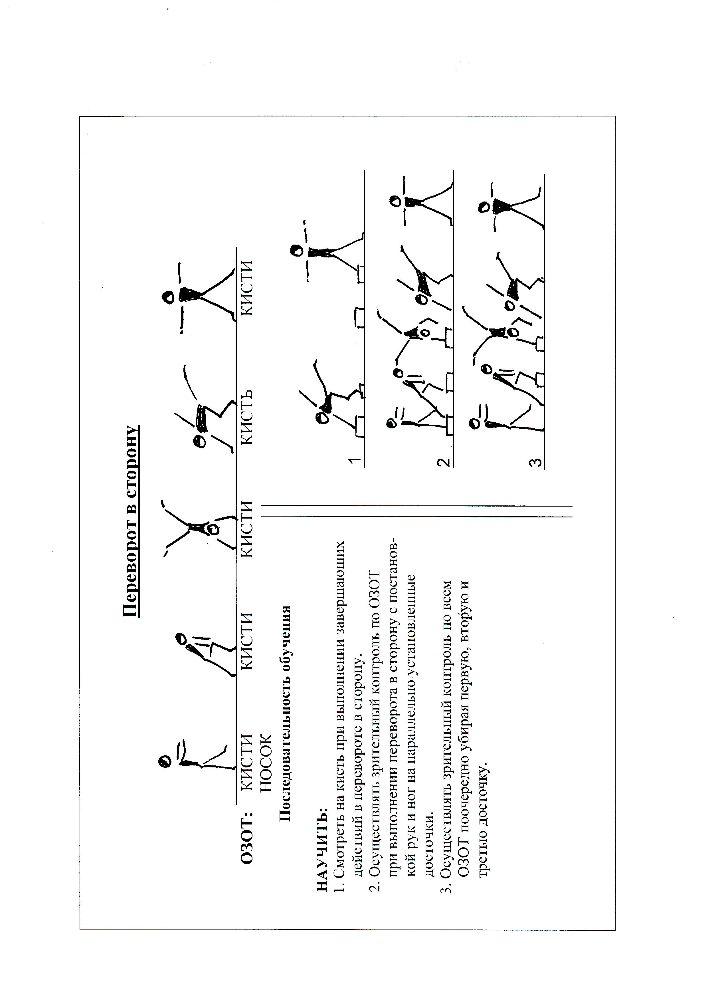 Переворот в сторону
ОЗОТ: КИСТИ КИСТИ КИСТИ КИСТЬ КИСТИ
НОСОК
Последовательность обучения
НАУЧИТЬ:
1. Смотреть на кисть при выполнении завершающих
действий в перевороте в сторону.
2. Осуществлять зрительный контроль по ОЗОТ
при выполнении переворота в сторону с постанов-
кой рук и ног на параллельно установленные
досточки.
3. Осуществлять зрительный контроль по всем
ОЗОТ поочередно убирая первую, вторую и
третью досточку.
1
2
3